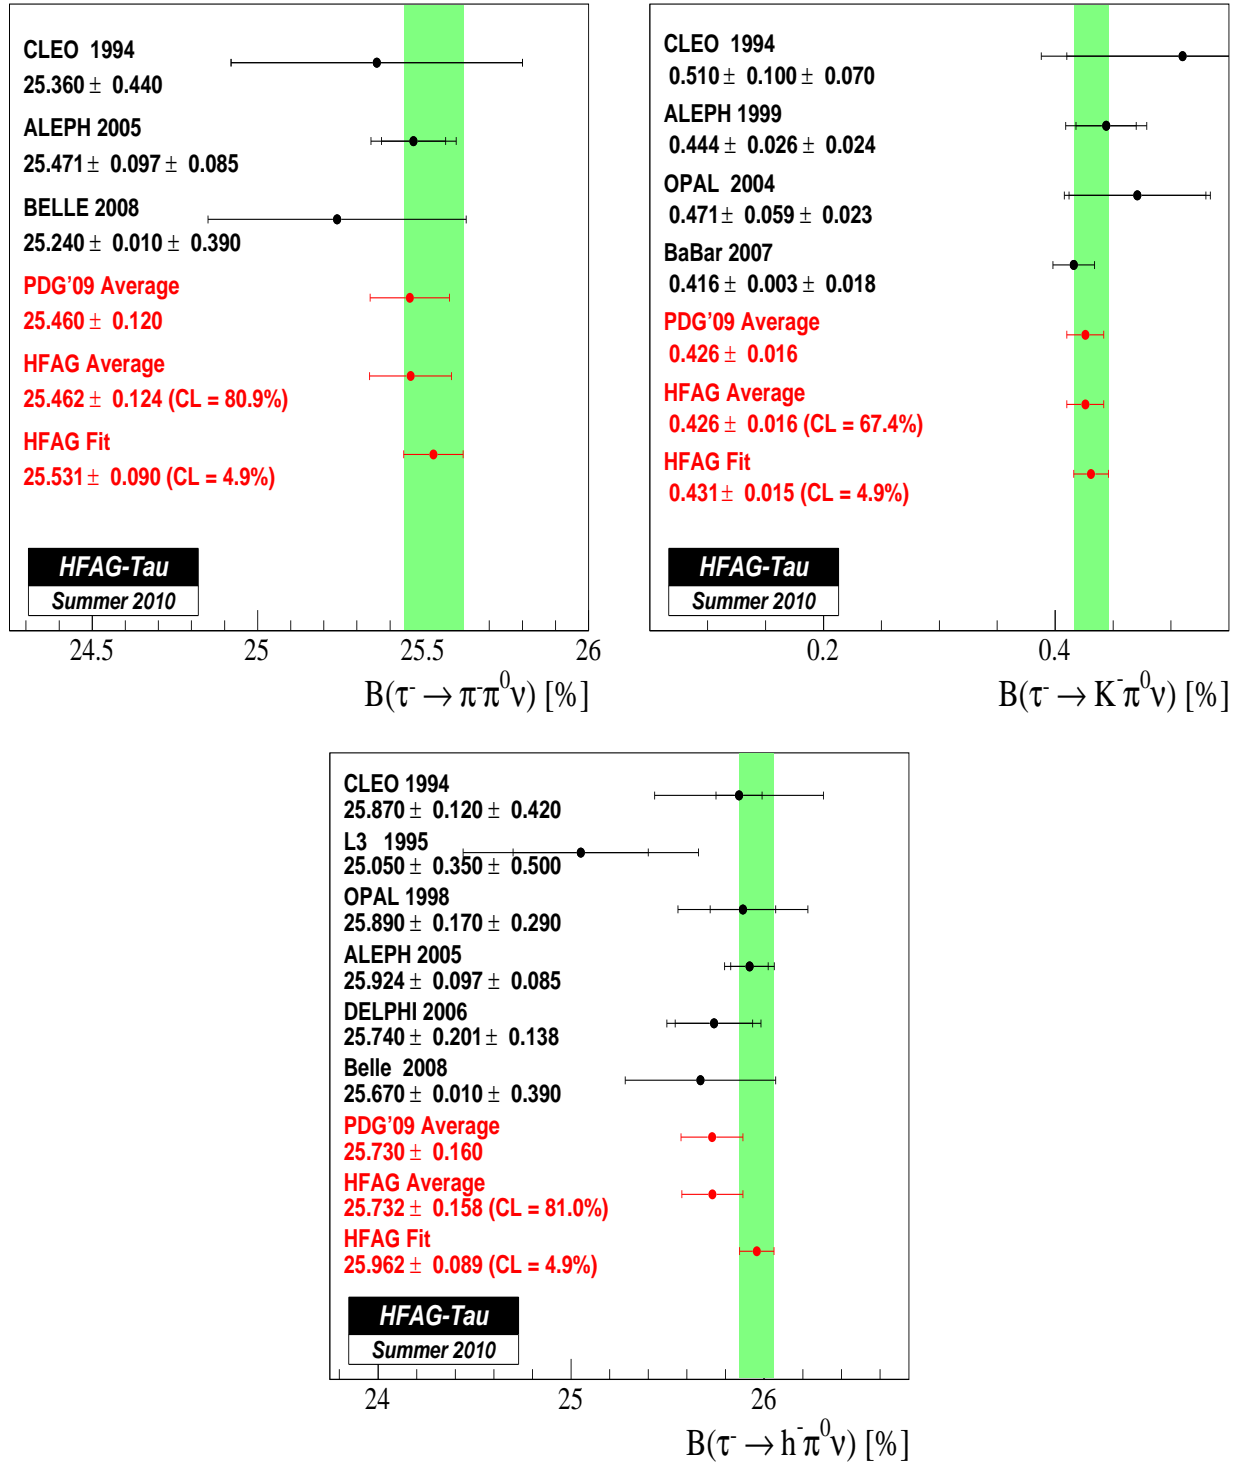 CLEO 1994
25.360 ± 0.440
ALEPH 2005
25.471 ± 0.097 ± 0.085
BELLE 2008
25.240 ± 0.010 ± 0.390
PDG'09 Average
25.460 ± 0.120
HFAG Average
25.462 ± 0.124 (CL = 80.9%)
HFAG Fit
25.531 ± 0.090 (CL = 4.9%)
HFAG-Tau
Summer 2010
24.5 25 25.5 26
B(τ⁻ → π⁻π⁰ν) [%]
CLEO 1994
0.510 ± 0.100 ± 0.070
ALEPH 1999
0.444 ± 0.026 ± 0.024
OPAL 2004
0.471 ± 0.059 ± 0.023
BaBar 2007
0.416 ± 0.003 ± 0.018
PDG'09 Average
0.426 ± 0.016
HFAG Average
0.426 ± 0.016 (CL = 67.4%)
HFAG Fit
0.431 ± 0.015 (CL = 4.9%)
HFAG-Tau
Summer 2010
0.2 0.4
B(τ⁻ → K⁻π⁰ν) [%]
CLEO 1994
25.870 ± 0.120 ± 0.420
L3 1995
25.050 ± 0.350 ± 0.500
OPAL 1998
25.890 ± 0.170 ± 0.290
ALEPH 2005
25.924 ± 0.097 ± 0.085
DELPHI 2006
25.740 ± 0.201 ± 0.138
Belle 2008
25.670 ± 0.010 ± 0.390
PDG'09 Average
25.730 ± 0.160
HFAG Average
25.732 ± 0.158 (CL = 81.0%)
HFAG Fit
25.962 ± 0.089 (CL = 4.9%)
HFAG-Tau
Summer 2010
24 25 26
B(τ⁻ → h⁻π⁰ν) [%]